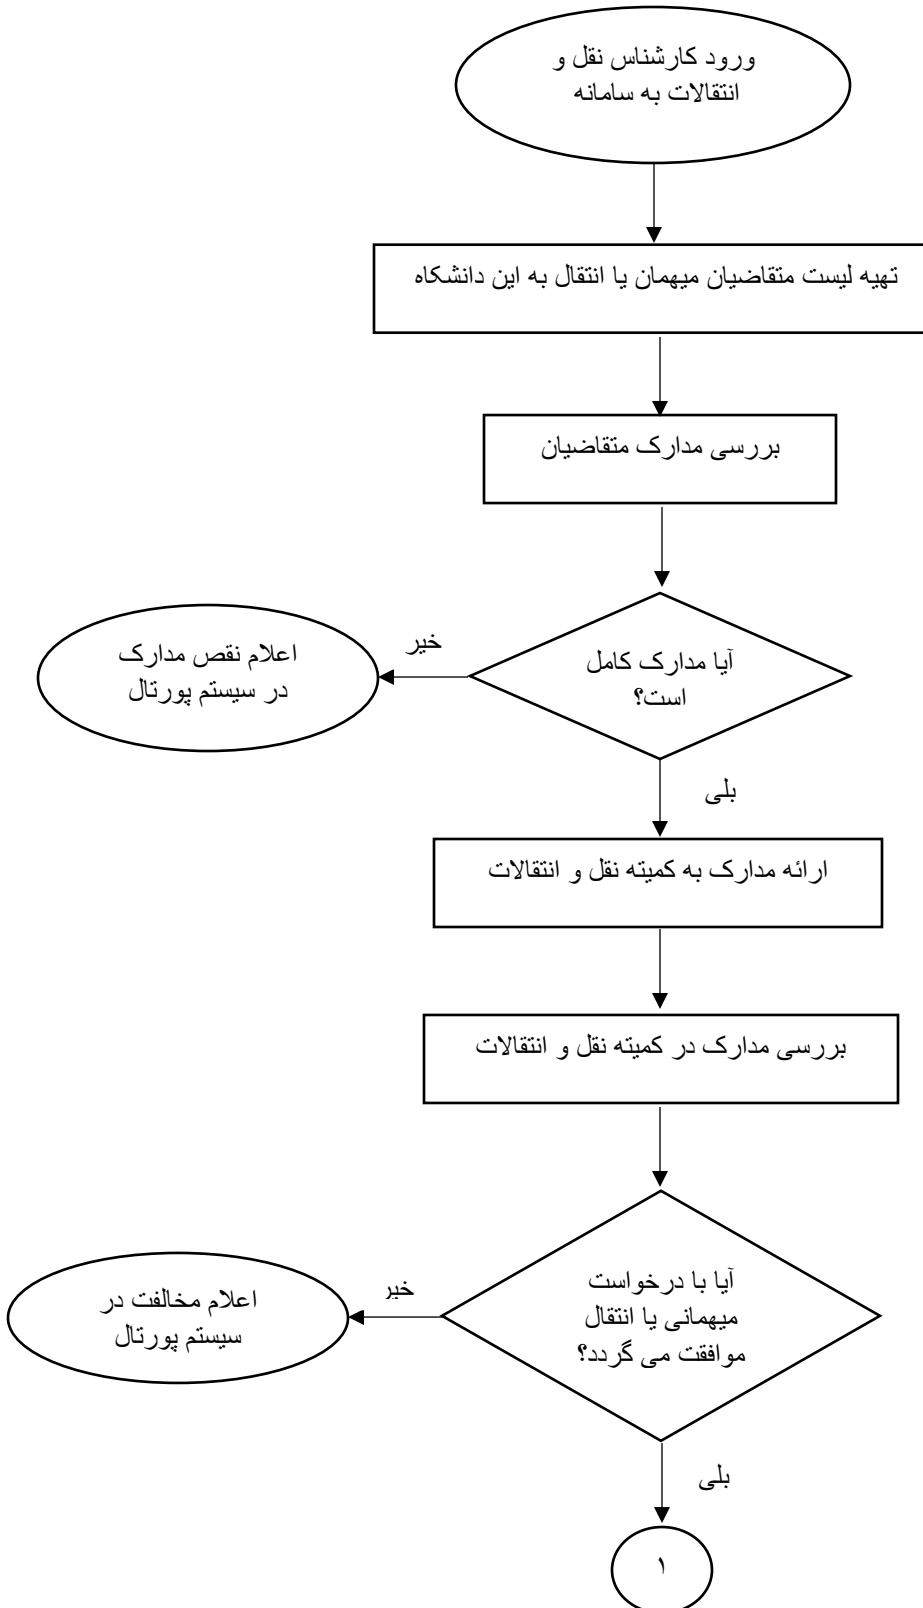 ورود کارشناس نقل و
انتقالات به سامانه
تهیه لیست متقاضیان میهمان یا انتقال به این دانشکاه
بررسی مدارک متقاضیان
آیا مدارک کامل
است؟
خیر
اعلام نقص مدارک
در سیستم پورتال
بلی
ارائه مدارک به کمیته نقل و انتقالات
بررسی مدارک در کمیته نقل و انتقالات
آیا با درخواست
میهمانی یا انتقال
موافقت می گردد؟
خیر
اعلام مخالفت در
سیستم پورتال
بلی
۱